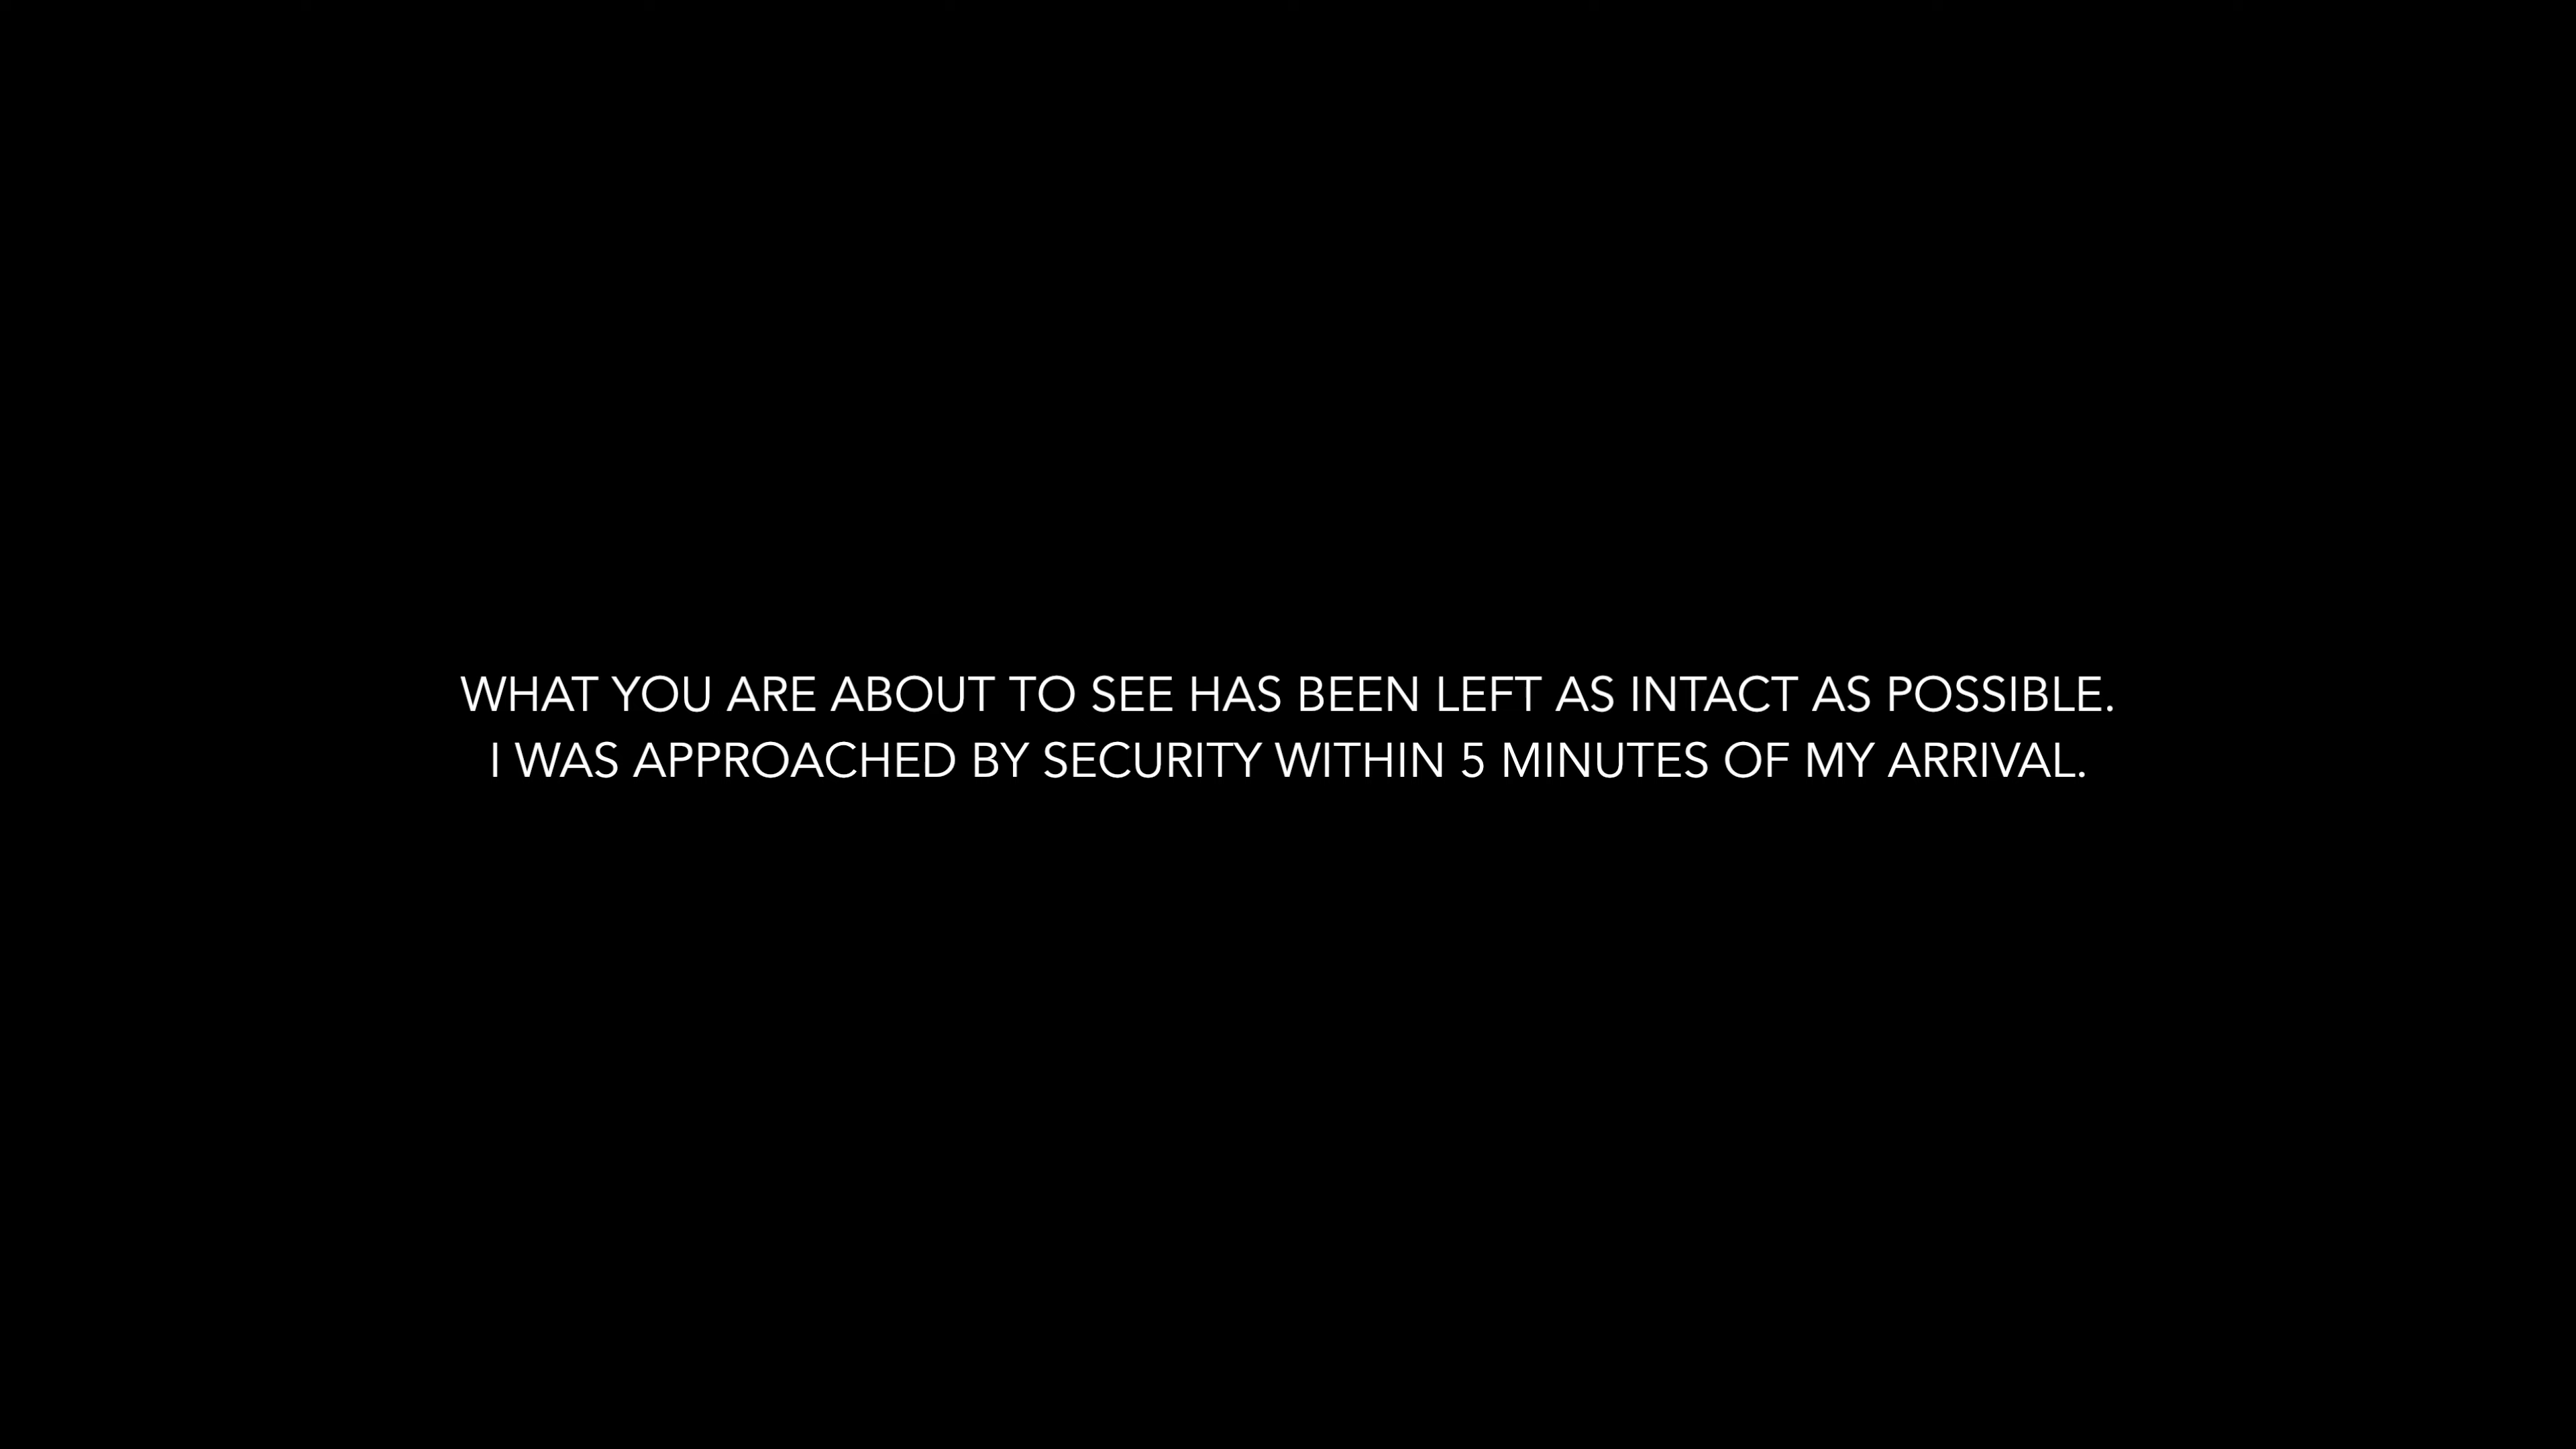 WHAT YOU ARE ABOUT TO SEE HAS BEEN LEFT AS INTACT AS POSSIBLE.
I WAS APPROACHED BY SECURITY WITHIN 5 MINUTES OF MY ARRIVAL.